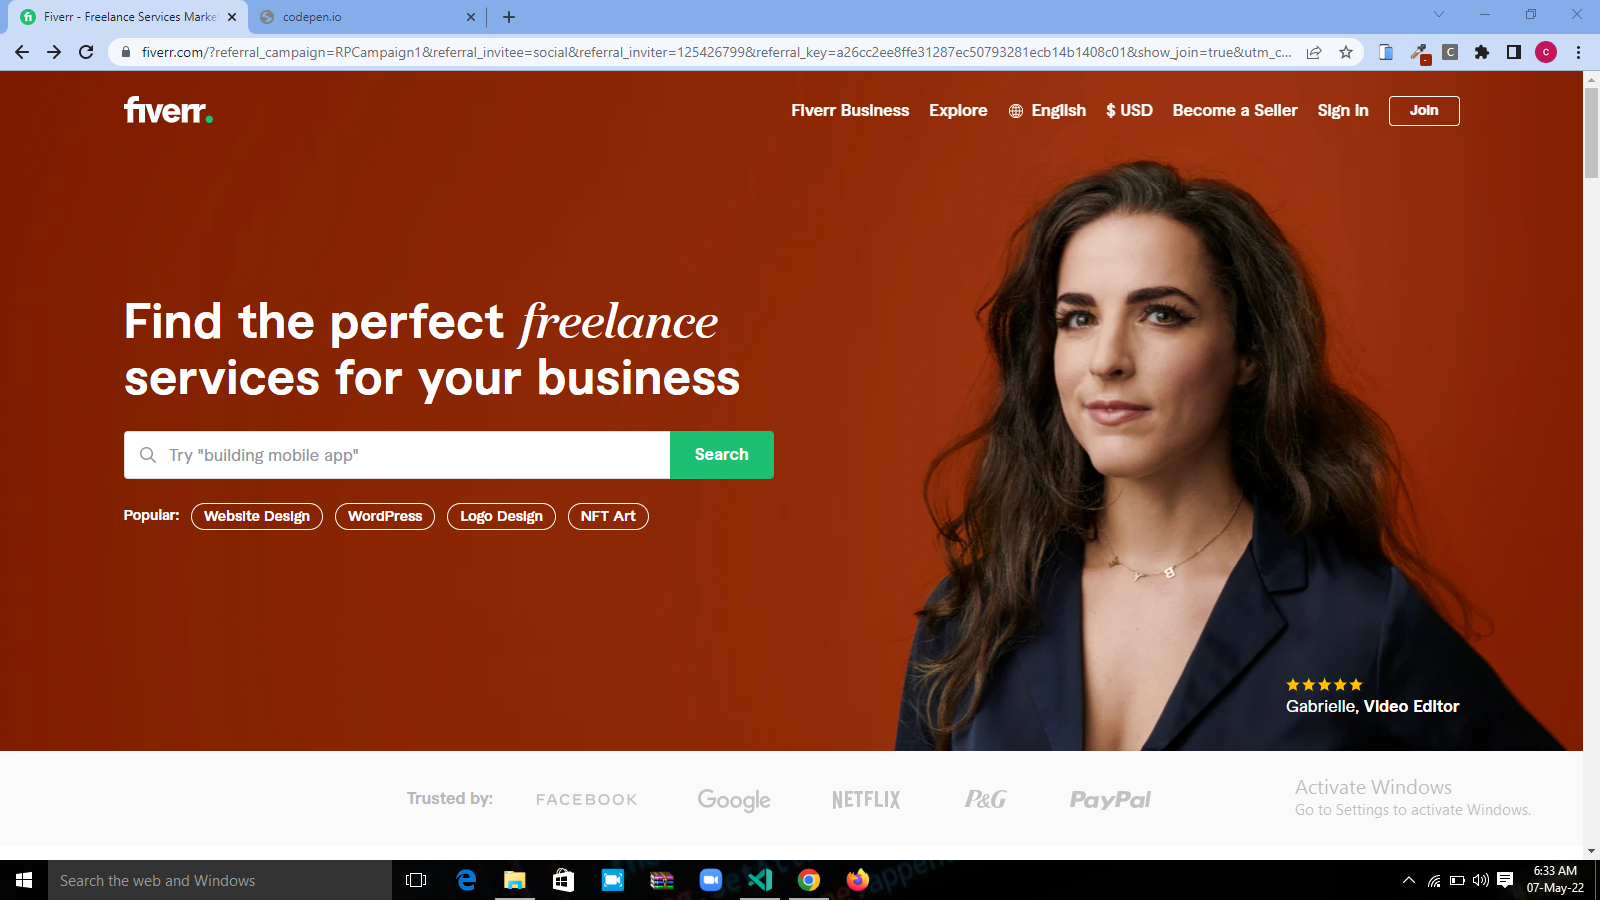 Fiverr - Freelance Services Marke
codepen.io
fiverr.com/?referral_campaign=RPCampaign1&referral_invitee=social&referral_inviter=125426799&referral_key=a26cc2ee8ffe31287ec50793281ecb14b1408c01&show_join=true&utm_c...
C
c
fiverr.
Fiverr Business
Explore
English
$ USD
Become a Seller
Sign In
Join
Find the perfect freelance
services for your business
Try "building mobile app"
Search
Popular:
Website Design
WordPress
Logo Design
NFT Art
Gabrielle, Video Editor
Trusted by:
FACEBOOK
Google
NETFLIX
P&G
PayPal
Activate Windows
Go to Settings to activate Windows.
Search the web and Windows
6:33 AM
07-May-22